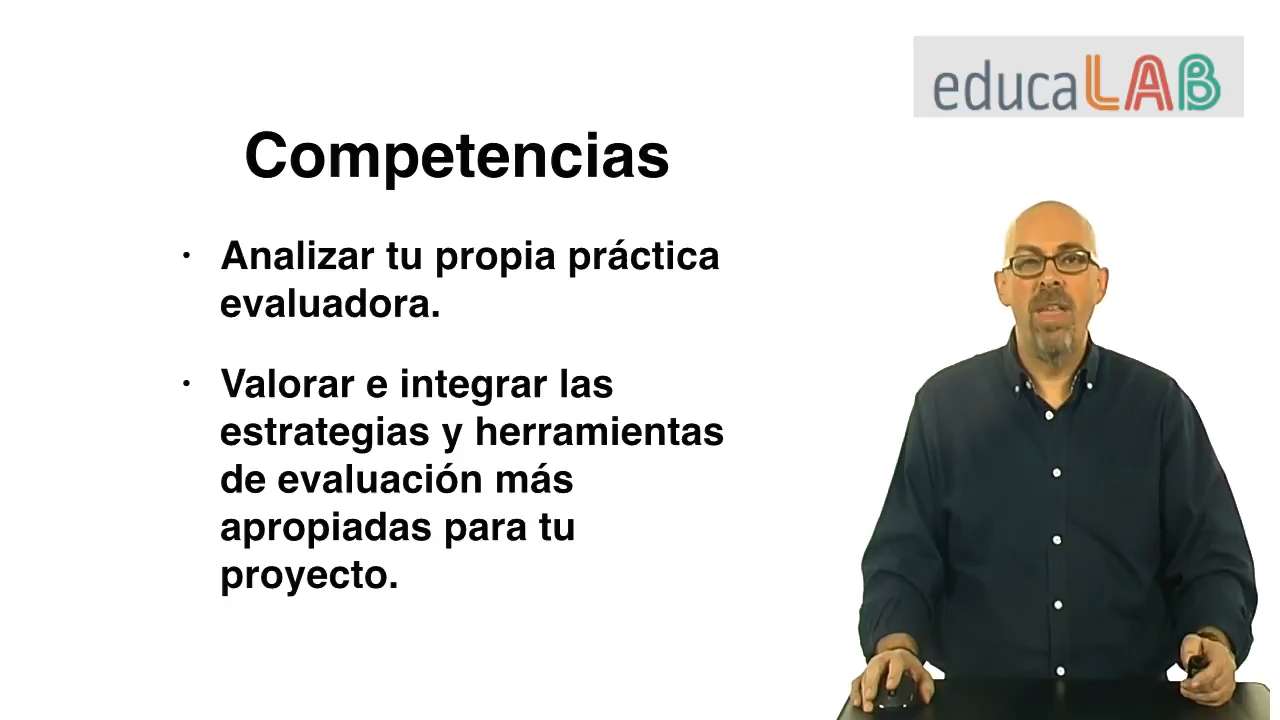 educaLAB
Competencias
· Analizar tu propia práctica
evaluadora.
· Valorar e integrar las
estrategias y herramientas
de evaluación más
apropiadas para tu
proyecto.